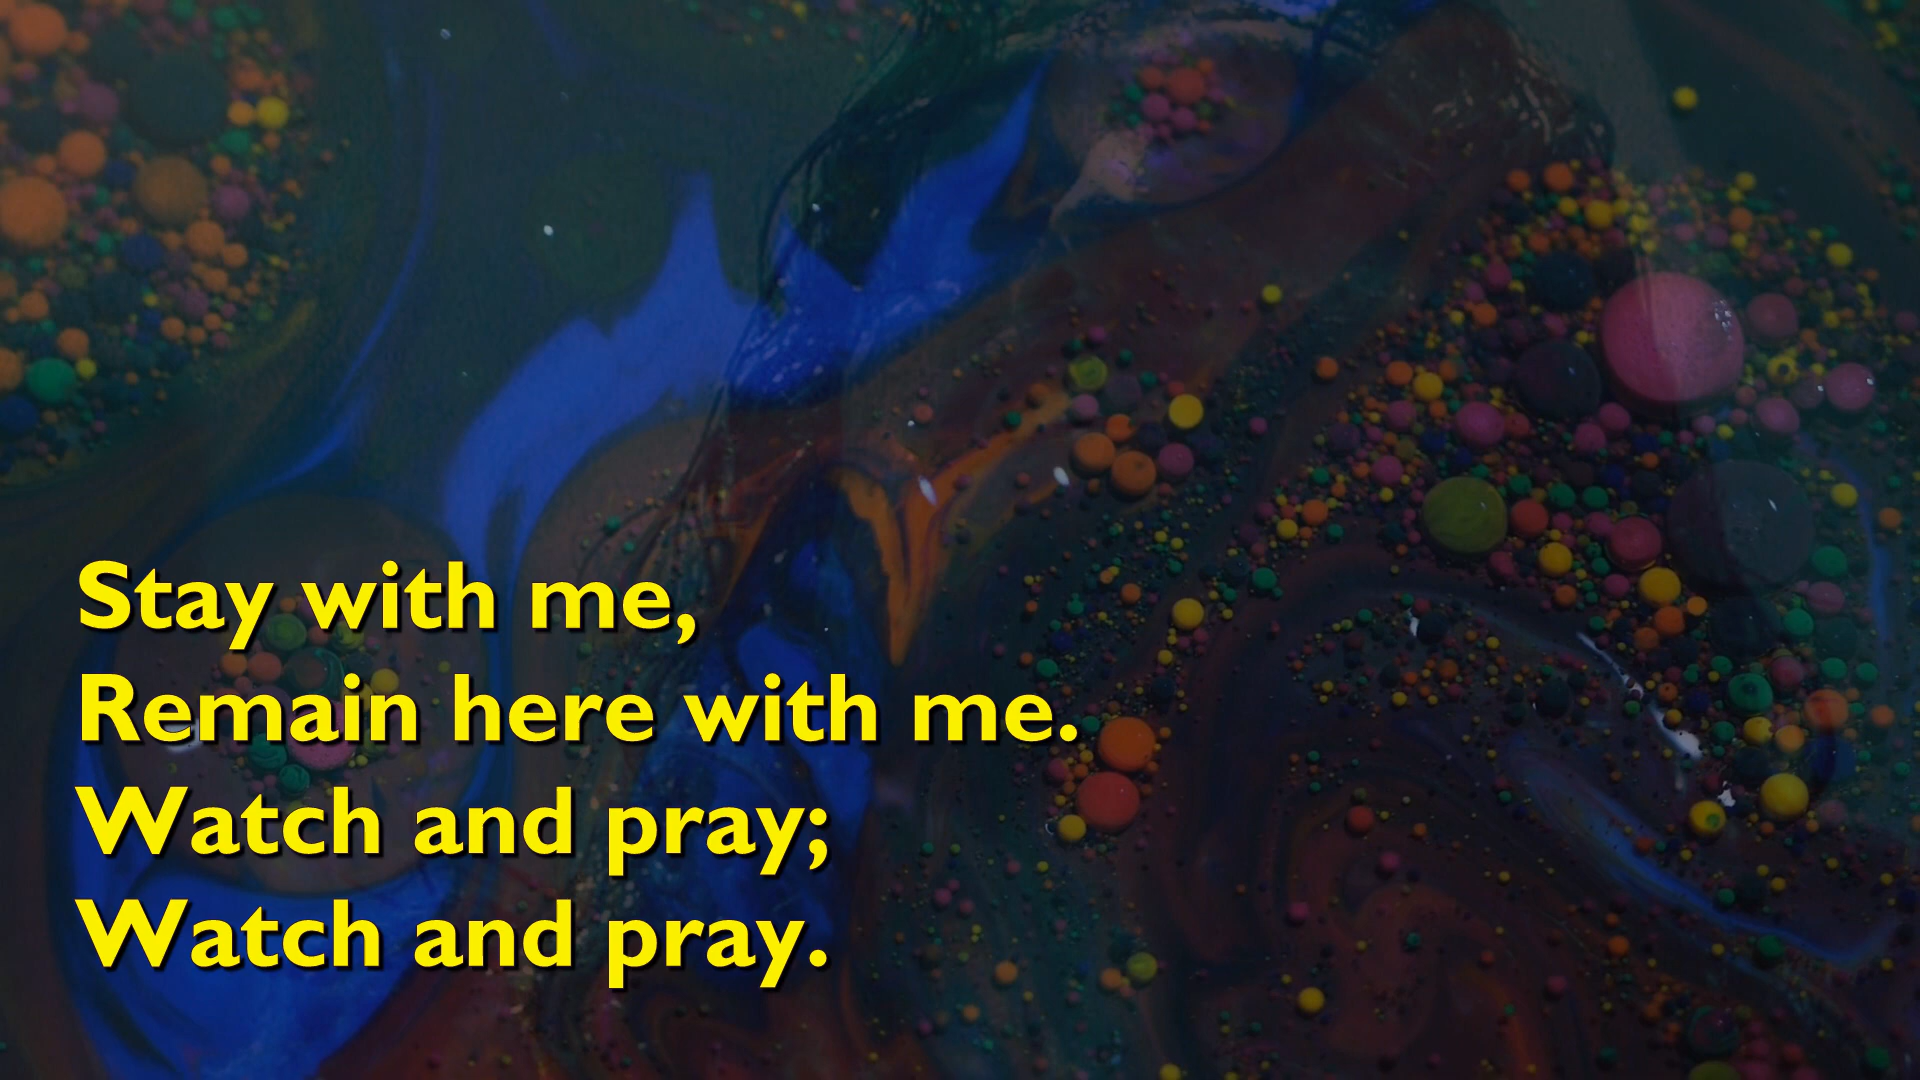 Stay with me,
Remain here with me.
Watch and pray;
Watch and pray.